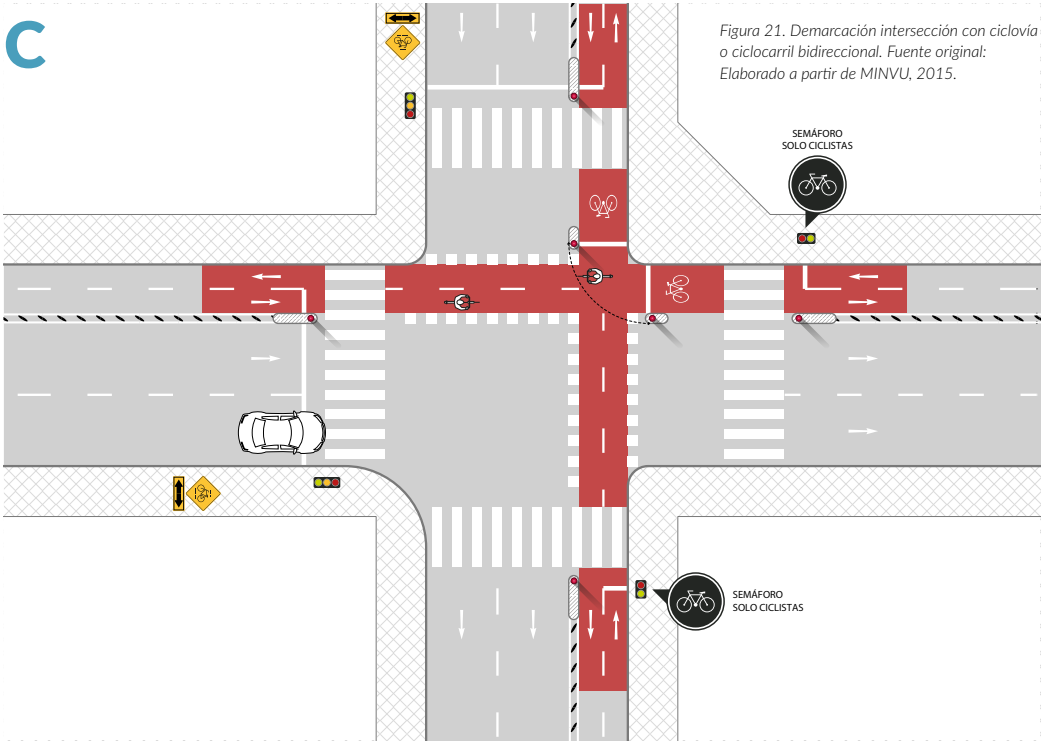 C
Figura 21. Demarcación intersección con ciclovía
o ciclocarril bidireccional. Fuente original:
Elaborado a partir de MINVU, 2015.
SEMÁFORO
SOLO CICLISTAS
SEMÁFORO
SOLO CICLISTAS